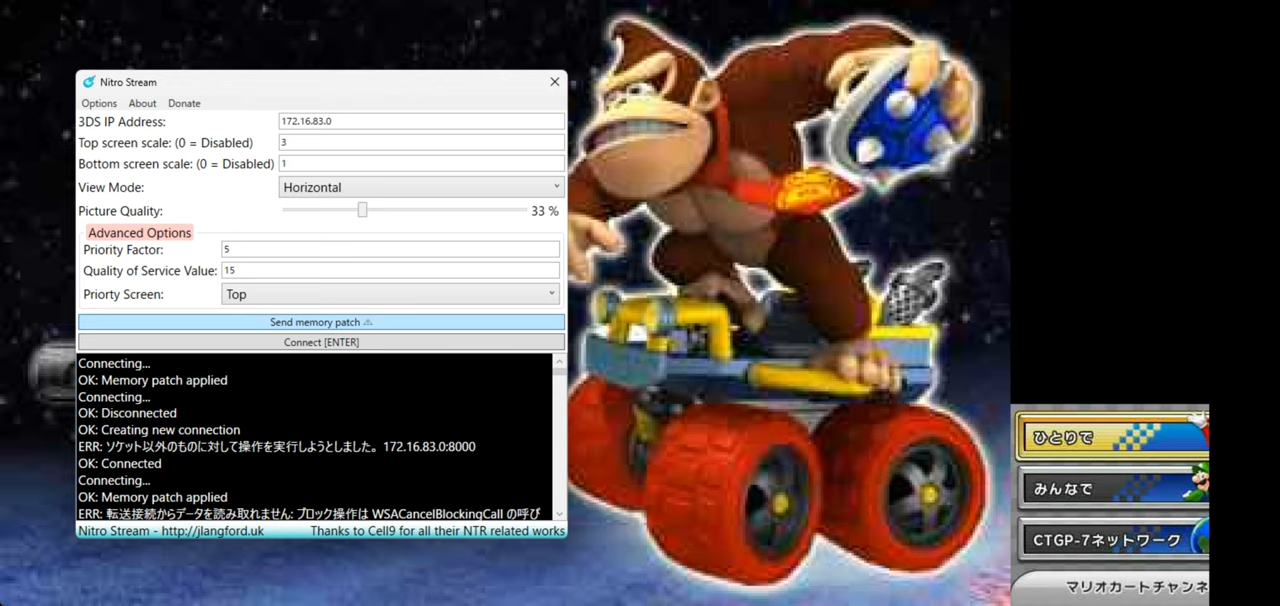 Nitro Stream
Options About Donate
3DS IP Address: 172.16.83.0
Top screen scale: (0 = Disabled) 3
Bottom screen scale: (0 = Disabled) 1
View Mode: Horizontal
Picture Quality: 33 %
Advanced Options
Priority Factor: 5
Quality of Service Value: 15
Priorty Screen: Top
Send memory patch ⚠
Connect [ENTER]
Connecting...
OK: Memory patch applied
Connecting...
OK: Disconnected
OK: Creating new connection
ERR: ソケット以外のものに対して操作を実行しようとしました。 172.16.83.0:8000
OK: Connected
Connecting...
OK: Memory patch applied
ERR: 転送接続からデータを読み取れません: ブロック操作は WSACancelBlockingCall の呼び
Nitro Stream - http://jlangford.uk Thanks to Cell9 for all their NTR related works
ひとりで
みんなで
CTGP-7ネットワーク
マリオカートチャンネ